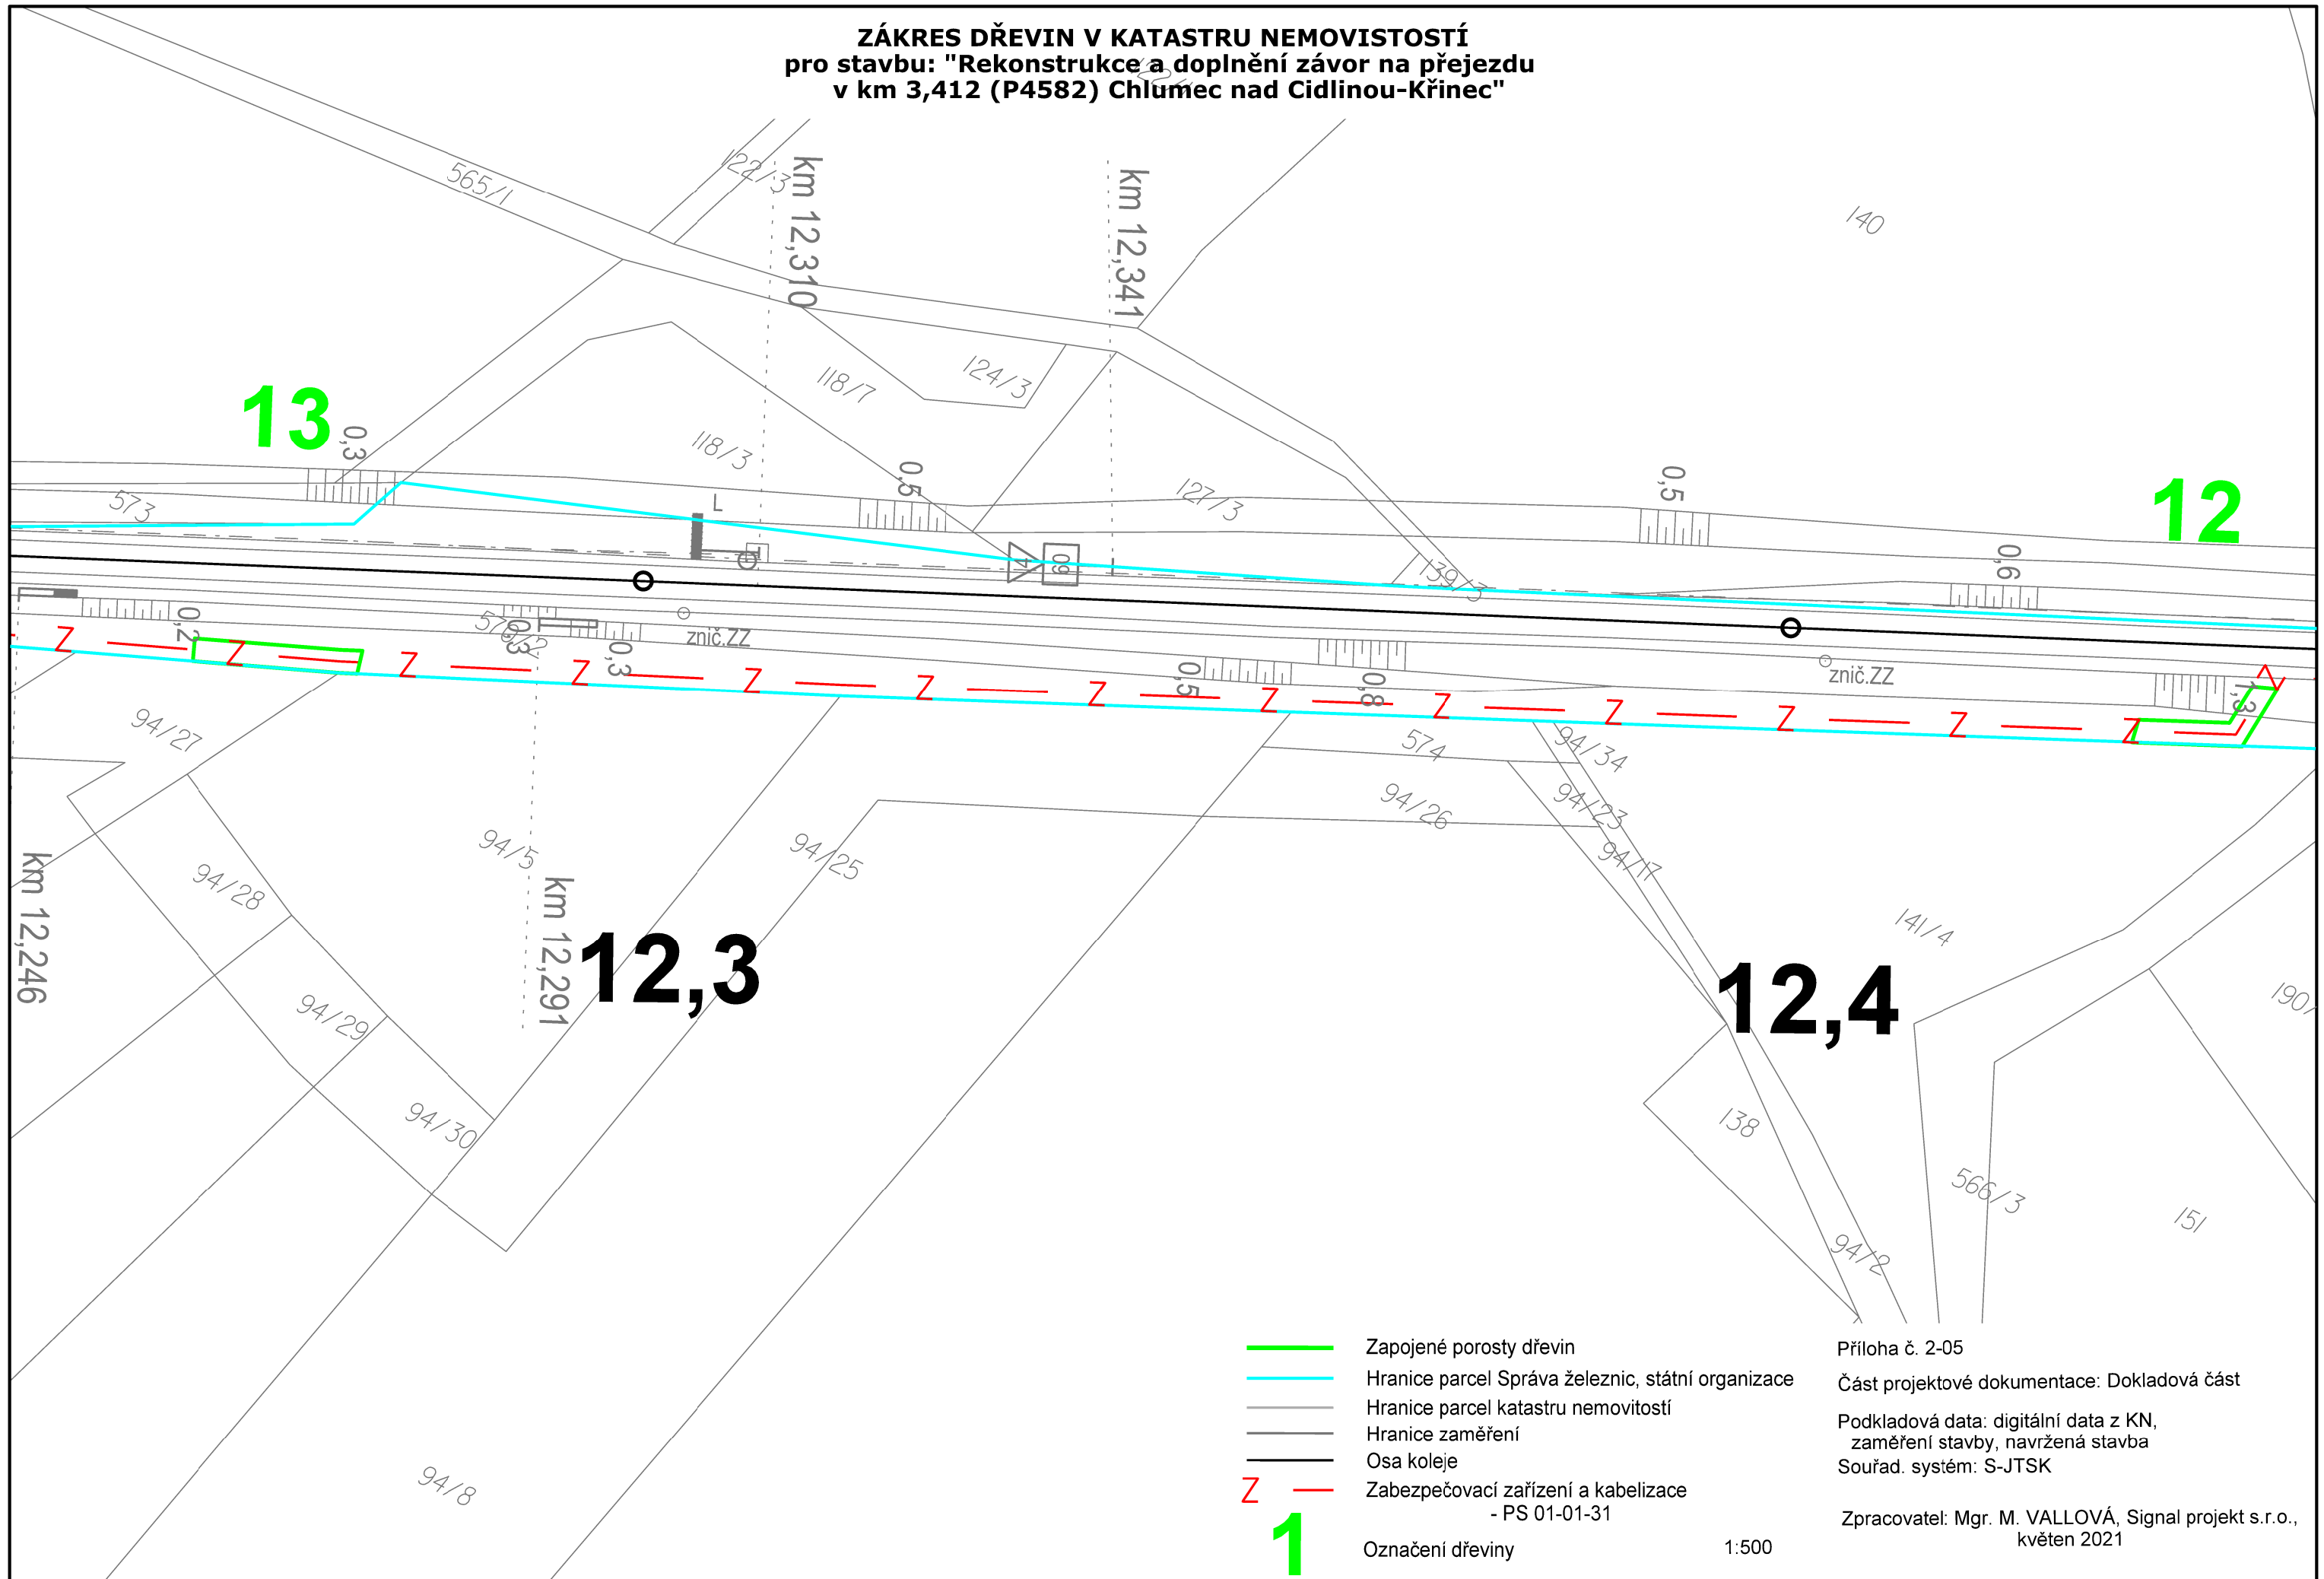 ZÁKRES DŘEVIN V KATASTRU NEMOVISTOSTÍ
pro stavbu: "Rekonstrukce a doplnění závor na přejezdu
v km 3,412 (P4582) Chlumec nad Cidlinou-Křinec"
565/1
122/3
km 12,310
km 12,341
140
13
0,3
118/7
124/3
118/3
573
L
0,5
127/3
0,5
12
4
60
139/3
0,6
0,2
0,3
0,3
znič.ZZ
0,5
0,8
znič.ZZ
1,3
Z Z Z Z Z Z Z Z Z Z Z Z Z Z
94/27
574
94/34
94/26
94/23
94/5
94/25
94/17
94/28
km 12,246
km 12,291
12,3
12,4
141/4
190/
94/29
94/30
138
566/3
151
94/2
94/8
Zapojené porosty dřevin
Hranice parcel Správa železnic, státní organizace
Hranice parcel katastru nemovitostí
Hranice zaměření
Osa koleje
Z
Zabezpečovací zařízení a kabelizace
- PS 01-01-31
1
Označení dřeviny
1:500
Příloha č. 2-05
Část projektové dokumentace: Dokladová část
Podkladová data: digitální data z KN,
zaměření stavby, navržená stavba
Souřad. systém: S-JTSK
Zpracovatel: Mgr. M. VALLOVÁ, Signal projekt s.r.o.,
květen 2021